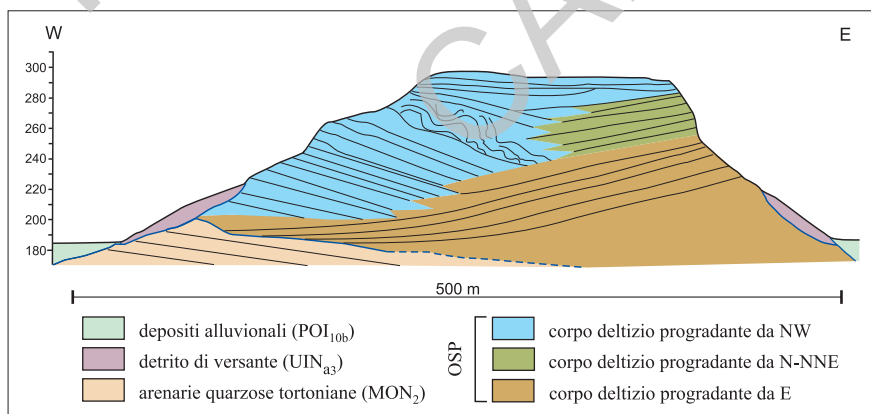 W
E
300
280
260
240
220
200
180
500 m
depositi alluvionali (POI10b)
detrito di versante (UINa3)
arenarie quarzose tortoniane (MON2)
OSP
corpo deltizio progradante da NW
corpo deltizio progradante da N-NNE
corpo deltizio progradante da E